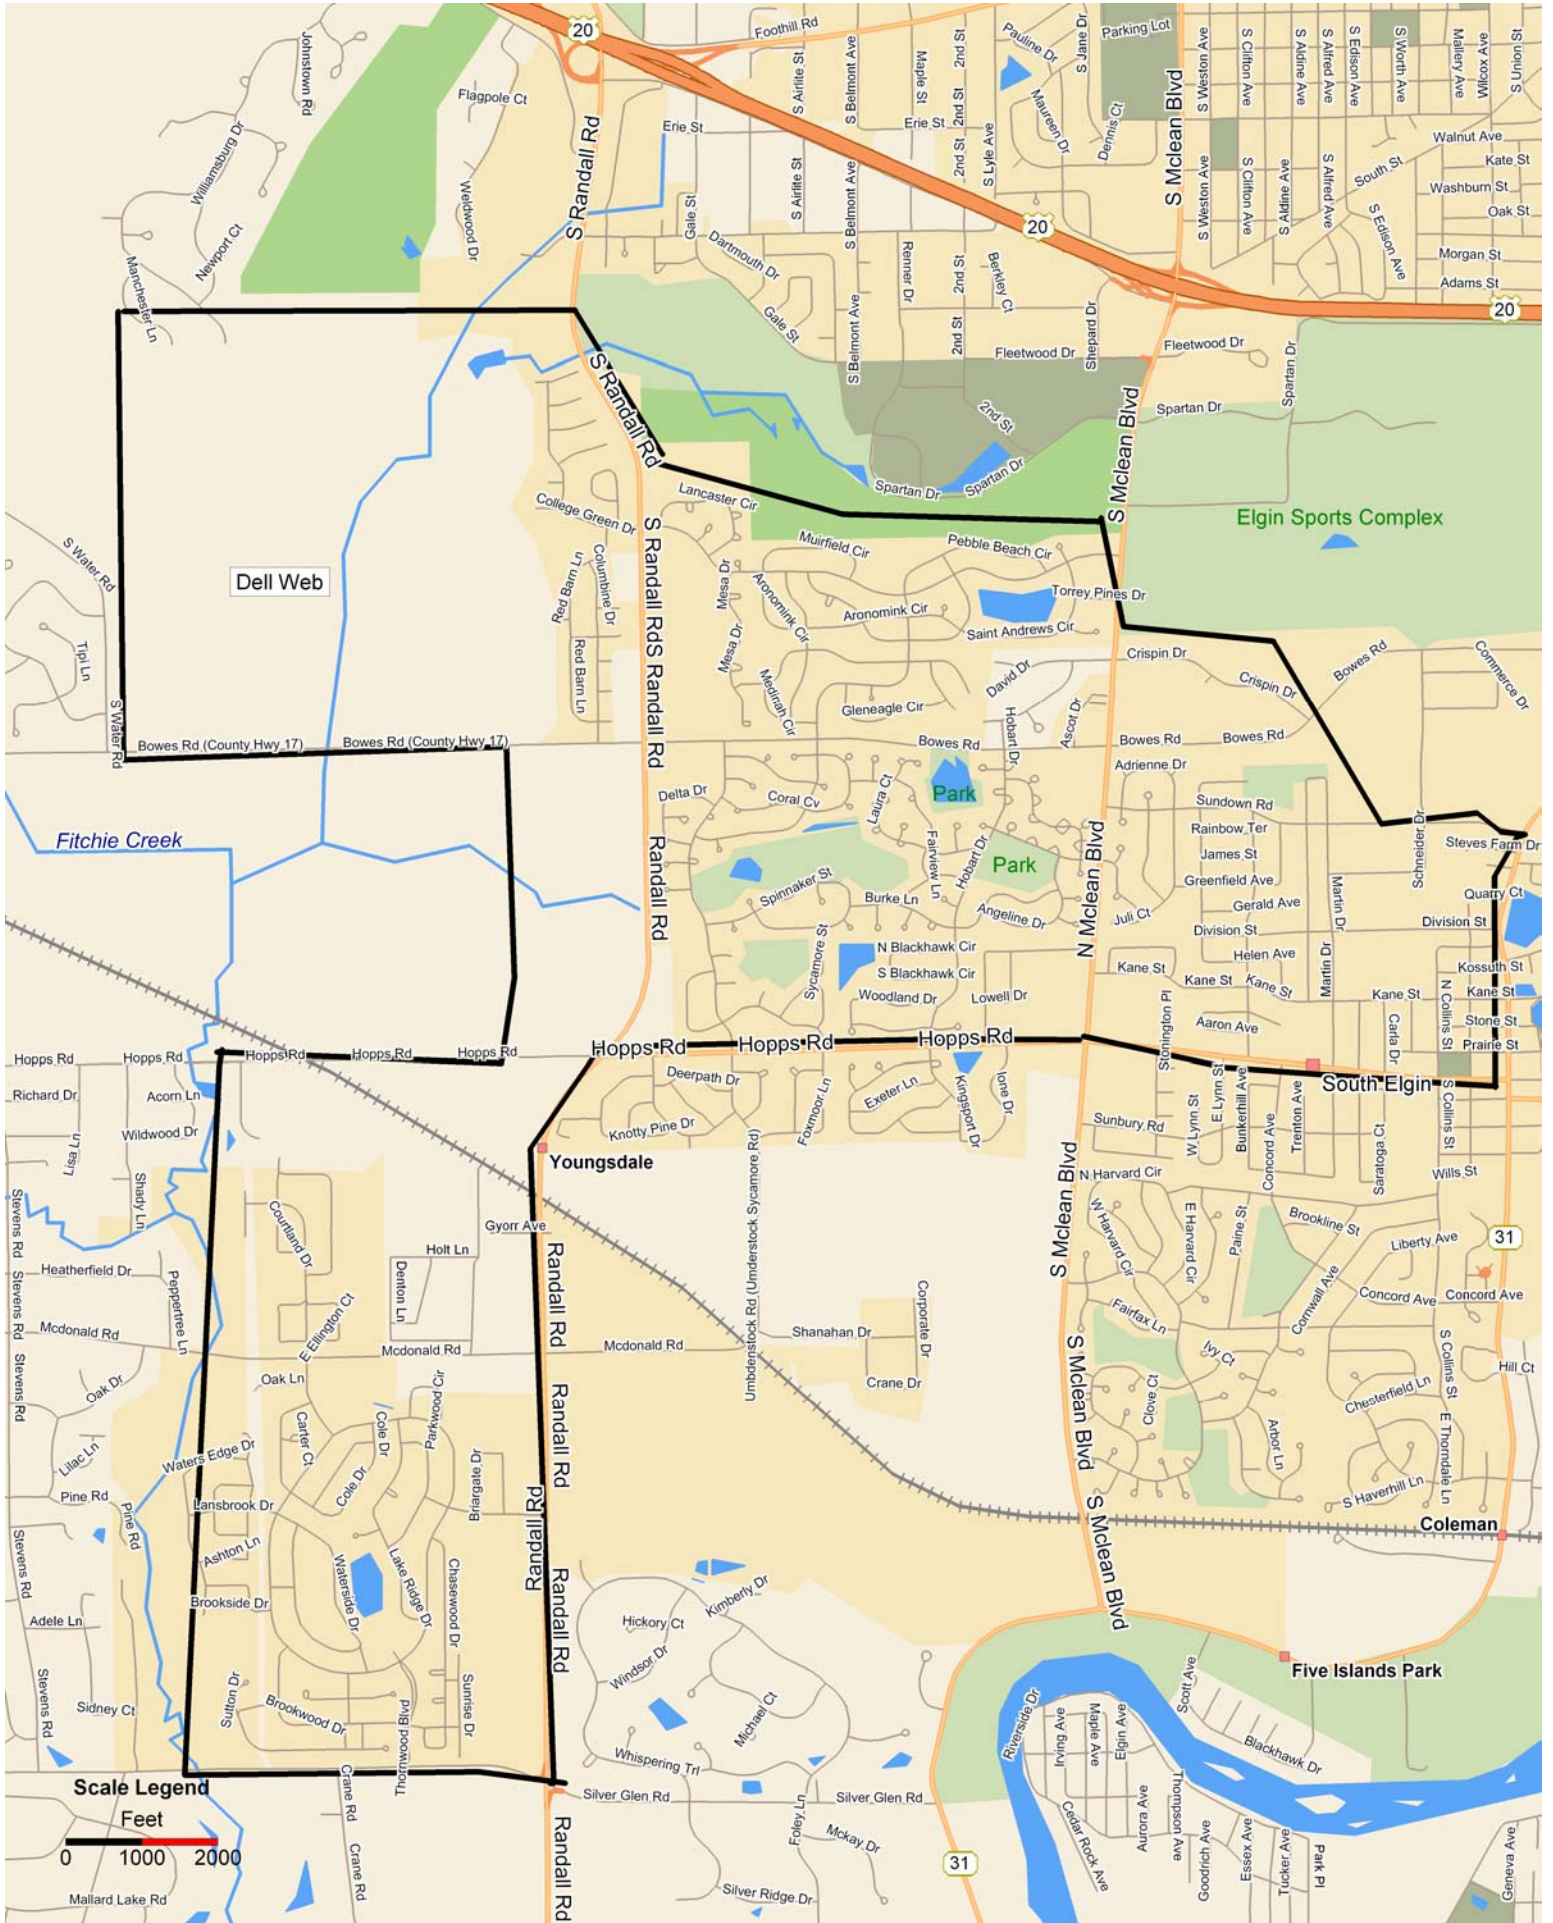 20
Foothill Rd
Johnstown Rd
Flagpole Ct
S Airlite St
S Belmont Ave
Maple St
2nd St
Pauline Dr
S Jane Dr
Parking Lot
S Weston Ave
S Clifton Ave
S Aldine Ave
S Alfred Ave
S Edison Ave
S Worth Ave
Mallery Ave
Wilcox Ave
S Union St
S Mclean Blvd
2nd St
Erie St
Erie St
Maureen Dr
Dennis Ct
Williamsburg Dr
S Randall Rd
2nd St
S Lyle Ave
Walnut Ave
Kate St
South St
Washburn St
Oak St
Weldwood Dr
Gale St
S Airlite St
S Belmont Ave
S Weston Ave
S Clifton Ave
S Aldine Ave
S Alfred Ave
S Edison Ave
20
Newport Ct
Manchester Ln
Dartmouth Dr
Renner Dr
2nd St
Berkley Ct
Morgan St
Adams St
20
Gale St
S Belmont Ave
2nd St
Shepard Dr
Fleetwood Dr
Fleetwood Dr
Spartan Dr
S Randall Rd
2nd St
Spartan Dr
S Mclean Blvd
Spartan Dr
Spartan Dr
Lancaster Cir
College Green Dr
Elgin Sports Complex
S Water Rd
Dell Web
Red Barn Ln
Columbine Dr
S Randall RdS Randall Rd
Muirfield Cir
Pebble Beach Cir
Mesa Dr
Aronomink Cir
Aronomink Cir
Torrey Pines Dr
Saint Andrews Cir
Tipi Ln
Red Barn Ln
Mesa Dr
Medinah Cir
David Dr
Crispin Dr
Crispin Dr
Bowes Rd
Commerce Dr
S Water Rd
Gleneagle Cir
Hobart Dr
Ascot Dr
Bowes Rd (County Hwy 17)
Bowes Rd (County Hwy 17)
Bowes Rd
Bowes Rd
Bowes Rd
Adrienne Dr
Delta Dr
Coral Cv
Laura Ct
Park
Sundown Rd
Rainbow Ter
Schneider Dr
Steves Farm Dr
Fitchie Creek
Randall Rd
Fairview Ln
Hobart Dr
Park
N Mclean Blvd
James St
Greenfield Ave
Martin Dr
Quarry Ct
Spinnaker St
Burke Ln
Angeline Dr
Juli Ct
Gerald Ave
Division St
Division St
Sycamore St
N Blackhawk Cir
S Blackhawk Cir
Helen Ave
Martin Dr
Kossuth St
Kane St
Kane St
Kane St
Kane St
Kane St
Woodland Dr
Lowell Dr
Stonington Pl
Aaron Ave
Carla Dr
N Collins St
Stone St
Prairie St
Hopps Rd
Hopps Rd
Hopps Rd
Hopps Rd
Hopps Rd
Hopps Rd
Hopps Rd
Hopps Rd
South Elgin
Richard Dr
Acorn Ln
Deerpath Dr
Foxmoor Ln
Exeter Ln
Kingsport Dr
Ione Dr
Sunbury Rd
W Lynn St
E Lynn St
Bunkerhill Ave
Concord Ave
Trenton Ave
Saratoga Ct
S Collins St
Lisa Ln
Wildwood Dr
Knotty Pine Dr
Youngsdale
Umbdenstock Rd (Umderstock Sycamore Rd)
S Mclean Blvd
N Harvard Cir
Wills St
Shady Ln
Stevens Rd
Courtland Dr
Gyorr Ave
Holt Ln
W Harvard Cir
E Harvard Cir
Paine St
Brookline St
Liberty Ave
31
Heatherfield Dr
Stevens Rd
Peppertree Ln
Denton Ln
Randall Rd
Corporate Dr
Cornwall Ave
Concord Ave
Concord Ave
Mcdonald Rd
E Ellington Ct
Mcdonald Rd
Mcdonald Rd
Shanahan Dr
Fairfax Ln
Ivy Ct
S Collins St
Hill Ct
Stevens Rd
Oak Dr
Oak Ln
Parkwood Cir
Crane Dr
S Mclean Blvd
Clove Ct
Chesterfield Ln
Carter Ct
Cole Dr
Randall Rd
Arbor Ln
E Thorndale Ln
Lilac Ln
Waters Edge Dr
Cole Dr
Briargate Dr
Pine Rd
Pine Rd
Lansbrook Dr
Randall Rd
S Mclean Blvd
S Haverhill Ln
Coleman
Stevens Rd
Ashton Ln
Waterside Dr
Lake Ridge Dr
Chasewood Dr
Randall Rd
Brookside Dr
Kimberly Dr
Adele Ln
Hickory Ct
Windsor Dr
Five Islands Park
Stevens Rd
Sidney Ct
Sutton Dr
Brookwood Dr
Thornwood Blvd
Sunrise Dr
Michael Ct
Riverside Dr
Irving Ave
Maple Ave
Elgin Ave
Scott Ave
Blackhawk Dr
Whispering Trl
Scale Legend
Feet
0 1000 2000
Crane Rd
Crane Rd
Silver Glen Rd
Silver Glen Rd
Foley Ln
Mckay Dr
Randall Rd
Cedar Rock Ave
Aurora Ave
Thompson Ave
Goodrich Ave
Essex Ave
Tucker Ave
Park Pl
Geneva Ave
31
Mallard Lake Rd
Silver Ridge Dr